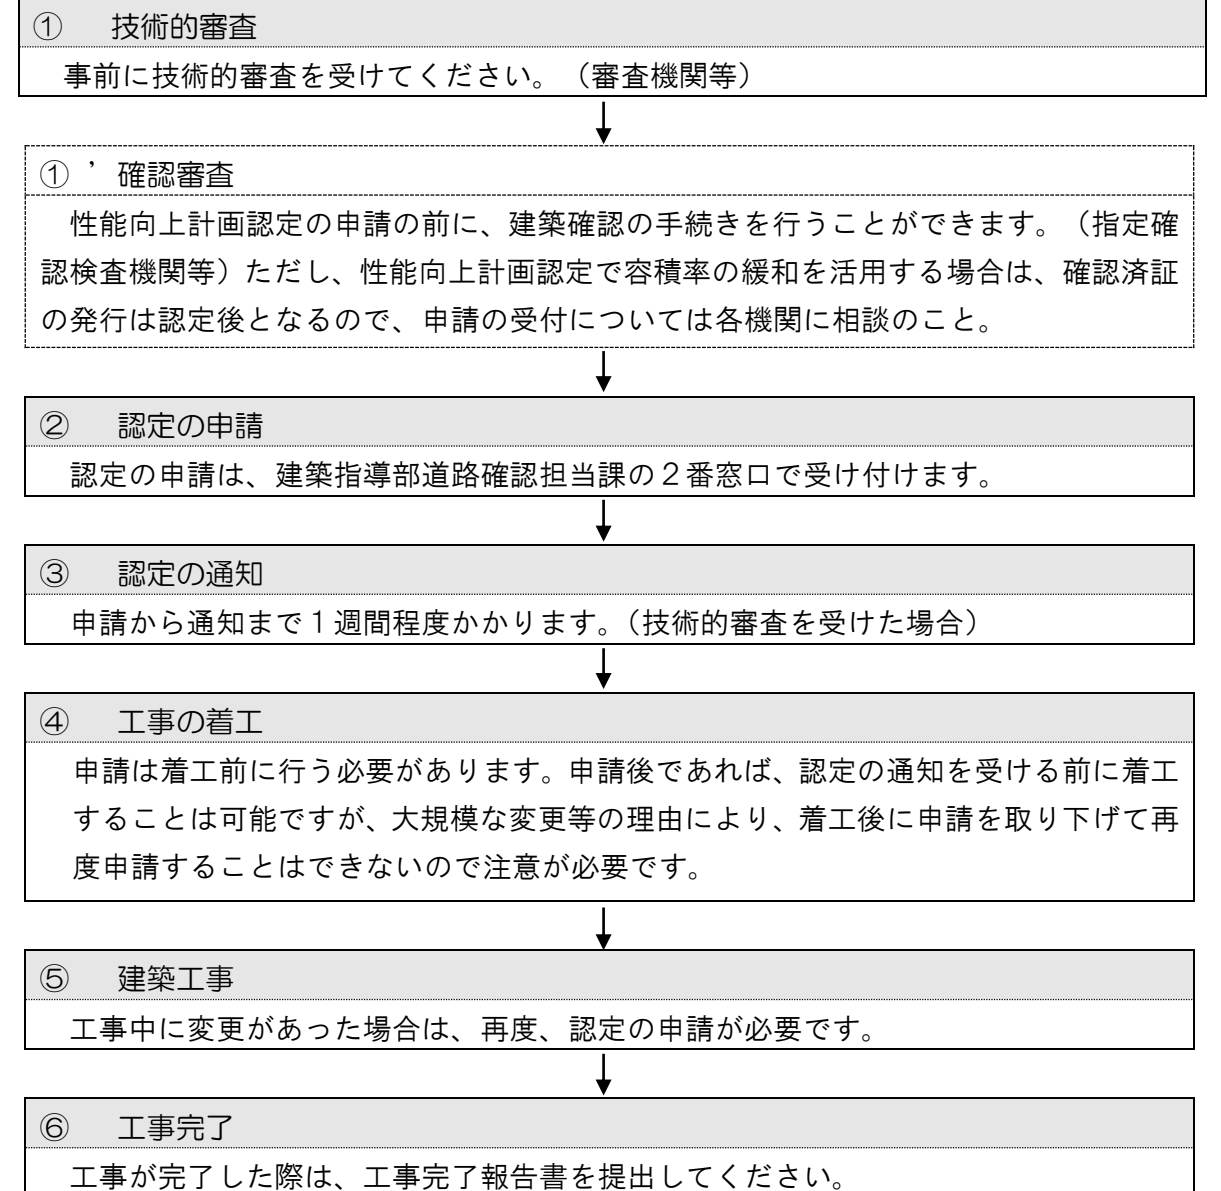 ① 技術的審査
事前に技術的審査を受けてください。（審査機関等）
①’確認審査
性能向上計画認定の申請の前に、建築確認の手続きを行うことができます。（指定確
認検査機関等）ただし、性能向上計画認定で容積率の緩和を活用する場合は、確認済証
の発行は認定後となるので、申請の受付については各機関に相談のこと。
② 認定の申請
認定の申請は、建築指導部道路確認担当課の２番窓口で受け付けます。
③ 認定の通知
申請から通知まで１週間程度かかります。（技術的審査を受けた場合）
④ 工事の着工
申請は着工前に行う必要があります。申請後であれば、認定の通知を受ける前に着工
することは可能ですが、大規模な変更等の理由により、着工後に申請を取り下げて再
度申請することはできないので注意が必要です。
⑤ 建築工事
工事中に変更があった場合は、再度、認定の申請が必要です。
⑥ 工事完了
工事が完了した際は、工事完了報告書を提出してください。